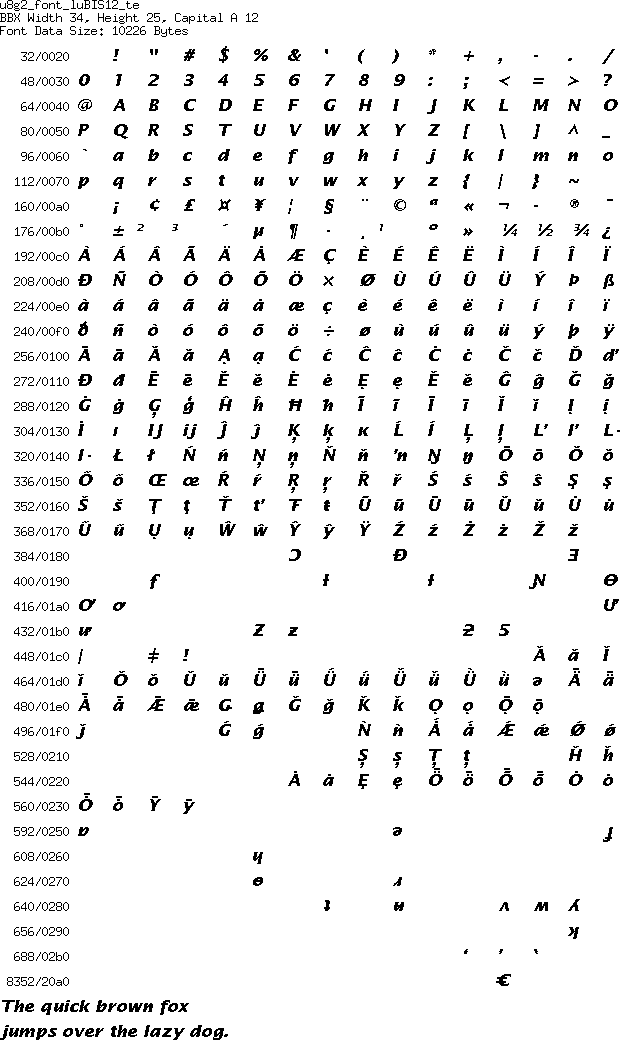 u8g2_font_luBIS12_te
BBX Width 34, Height 25, Capital A 12
Font Data Size: 10226 Bytes
32/0020 ! " # $ % & ' ( ) * + , - . /
48/0030 0 1 2 3 4 5 6 7 8 9 : ; < = > ?
64/0040 @ A B C D E F G H I J K L M N O
80/0050 P Q R S T U V W X Y Z [ \ ] ^ _
96/0060 ` a b c d e f g h i j k l m n o
112/0070 p q r s t u v w x y z { | } ~
160/00a0 ¡ ¢ £ ¤ ¥ ¦ § ¨ © ª « ¬ - ® ¯
176/00b0 ° ± ² ³ ´ µ ¶ · ¸ ¹ º » ¼ ½ ¾ ¿
192/00c0 À Á Â Ã Ä Å Æ Ç È É Ê Ë Ì Í Î Ï
208/00d0 Ð Ñ Ò Ó Ô Õ Ö × Ø Ù Ú Û Ü Ý Þ ß
224/00e0 à á â ã ä å æ ç è é ê ë ì í î ï
240/00f0 ð ñ ò ó ô õ ö ÷ ø ù ú û ü ý þ ÿ
256/0100 Ā ā Ă ă Ą ą Ć ć Ĉ ĉ Ċ ċ Č č Ď ď
272/0110 Đ đ Ē ē Ĕ ĕ Ė ė Ę ę Ě ě Ĝ ĝ Ğ ğ
288/0120 Ġ ġ Ģ ģ Ĥ ĥ Ħ ħ Ĩ ĩ Ī ī Ĭ ĭ Į į
304/0130 İ ı Ĳ ĳ Ĵ ĵ Ķ ķ ĸ Ĺ ĺ Ļ ļ Ľ ľ Ŀ
320/0140 ŀ Ł ł Ń ń Ņ ņ Ň ň ŉ Ŋ ŋ Ō ō Ŏ ŏ
336/0150 Ő ő Œ œ Ŕ ŕ Ŗ ŗ Ř ř Ś ś Ŝ ŝ Ş ş
352/0160 Š š Ţ ţ Ť ť Ŧ ŧ Ũ ũ Ū ū Ŭ ŭ Ů ů
368/0170 Ű ű Ų ų Ŵ ŵ Ŷ ŷ Ÿ Ź ź Ż ż Ž ž
384/0180 Ɔ Ɖ Ǝ
400/0190 ƒ Ɨ ƚ Ɲ Ɵ
416/01a0 Ơ ơ Ư
432/01b0 ư Ƶ ƶ ƻ Ƽ
448/01c0 ǀ ǂ ǃ Ǎ ǎ Ǐ
464/01d0 ǐ Ǒ ǒ Ǔ ǔ Ǖ ǖ Ǘ ǘ Ǚ ǚ Ǜ ǜ ǝ Ǟ ǟ
480/01e0 Ǡ ǡ Ǣ ǣ Ǥ ǥ Ǧ ǧ Ǩ ǩ Ǫ ǫ Ǭ ǭ
496/01f0 ǰ Ǵ ǵ Ǹ ǹ Ǻ ǻ Ǽ ǽ Ǿ ǿ
528/0210 Ș ș Ț ț Ȟ ȟ
544/0220 Ȧ ȧ Ȩ ȩ Ȫ ȫ Ȭ ȭ Ȯ ȯ
560/0230 Ȱ ȱ Ȳ ȳ
592/0250 ɐ ə ɟ
608/0260 ɥ
624/0270 ɵ ɹ
640/0280 ʇ ʉ ʌ ʍ ʎ
656/0290 ʞ
688/02b0 ʻ ʼ ʽ
8352/20a0 €
The quick brown fox
jumps over the lazy dog.